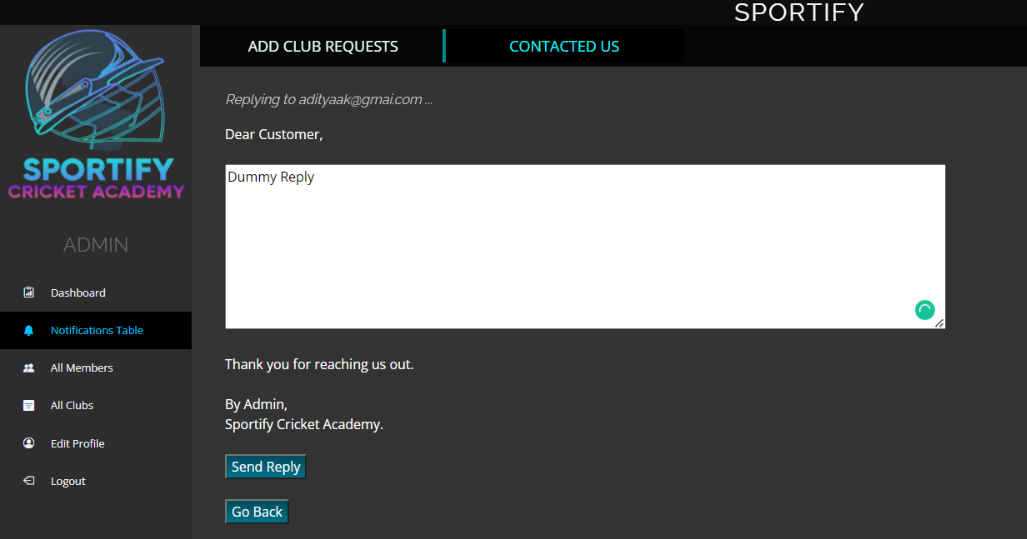 SPORTIFY
SPORTIFY
CRICKET ACADEMY
ADMIN
Dashboard
Notifications Table
All Members
All Clubs
Edit Profile
Logout
ADD CLUB REQUESTS
CONTACTED US
Replying to adityaak@gmai.com ...
Dear Customer,
Dummy Reply
Thank you for reaching us out.
By Admin,
Sportify Cricket Academy.
Send Reply
Go Back